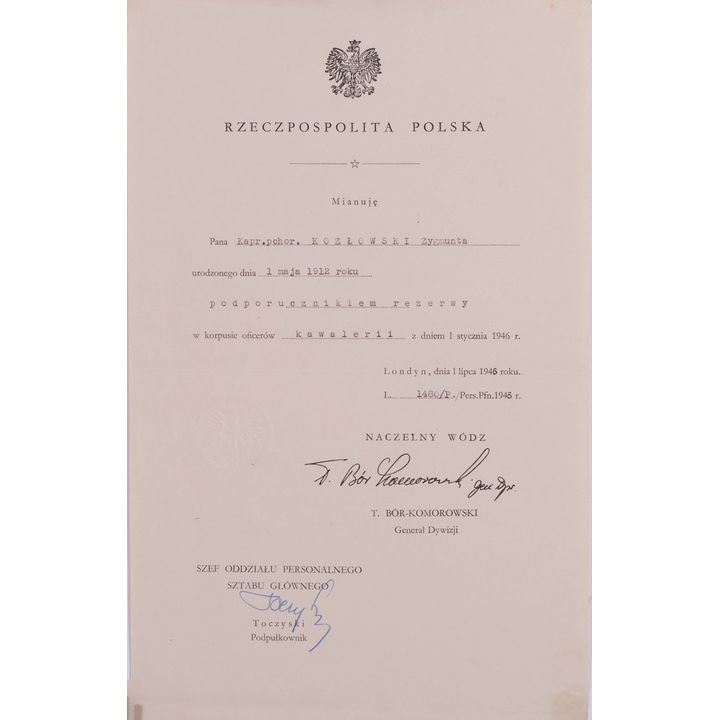 RZECZPOSPOLITA POLSKA
Mianuję
Pana Kapr.pchor. KOZŁOWSKI Zygmunta
urodzonego dnia 1 maja 1912 roku
podporucznikiem rezerwy
w korpusie oficerów kawalerii z dniem 1 stycznia 1946 r.
Londyn, dnia 1 lipca 1946 roku.
L. 1480/P./Pers.Pfn.1946 r.
NACZELNY WÓDZ
T. Bór Komorowski gen Dyw.
T. BÓR-KOMOROWSKI
Generał Dywizji
SZEF ODDZIAŁU PERSONALNEGO
SZTABU GŁÓWNEGO
Toczyski
Podpułkownik